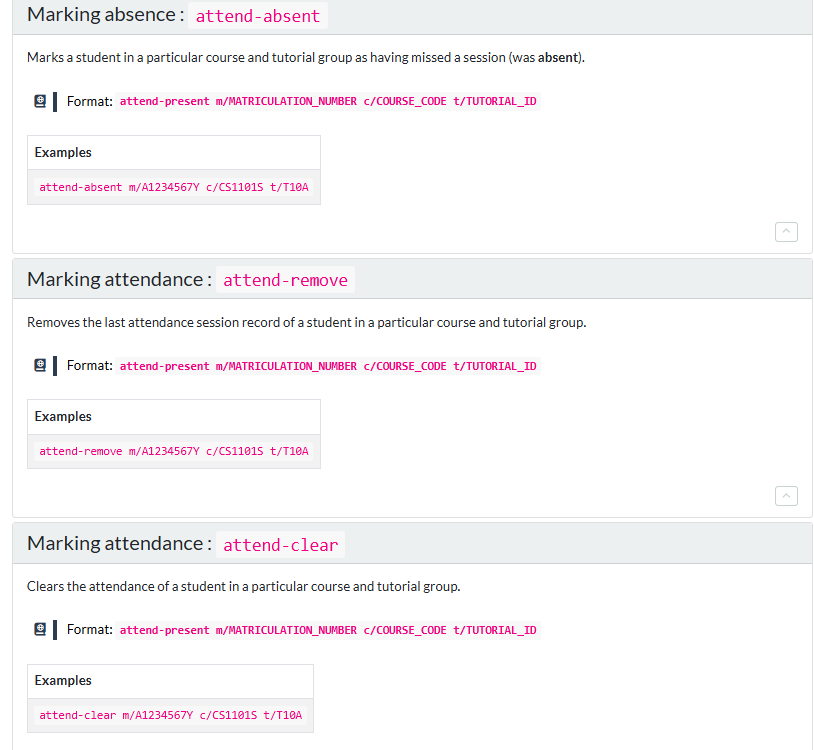 Marking absence : attend-absent
Marks a student in a particular course and tutorial group as having missed a session (was absent).
Format: attend-present m/MATRICULATION_NUMBER c/COURSE_CODE t/TUTORIAL_ID
Examples
attend-absent m/A1234567Y c/CS1101S t/T10A
Marking attendance : attend-remove
Removes the last attendance session record of a student in a particular course and tutorial group.
Format: attend-present m/MATRICULATION_NUMBER c/COURSE_CODE t/TUTORIAL_ID
Examples
attend-remove m/A1234567Y c/CS1101S t/T10A
Marking attendance : attend-clear
Clears the attendance of a student in a particular course and tutorial group.
Format: attend-present m/MATRICULATION_NUMBER c/COURSE_CODE t/TUTORIAL_ID
Examples
attend-clear m/A1234567Y c/CS1101S t/T10A